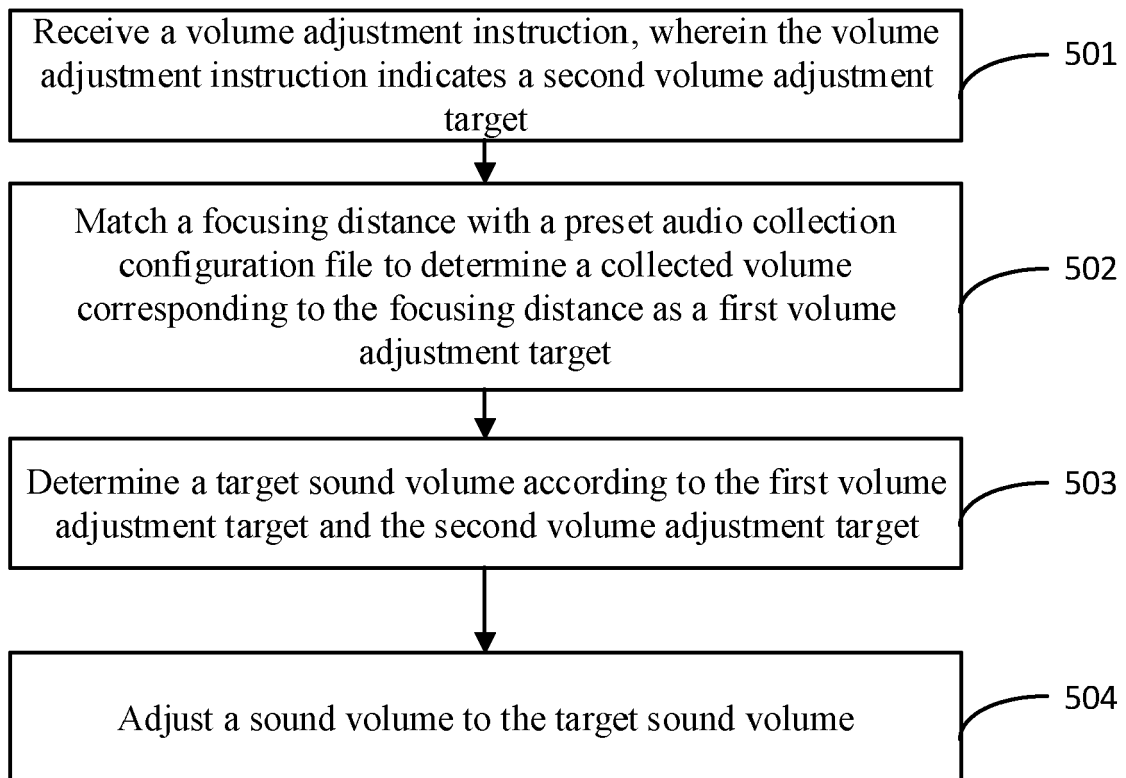 Receive a volume adjustment instruction, wherein the volume
adjustment instruction indicates a second volume adjustment
target
501
Match a focusing distance with a preset audio collection
configuration file to determine a collected volume
corresponding to the focusing distance as a first volume
adjustment target
502
Determine a target sound volume according to the first volume
adjustment target and the second volume adjustment target
503
Adjust a sound volume to the target sound volume
504